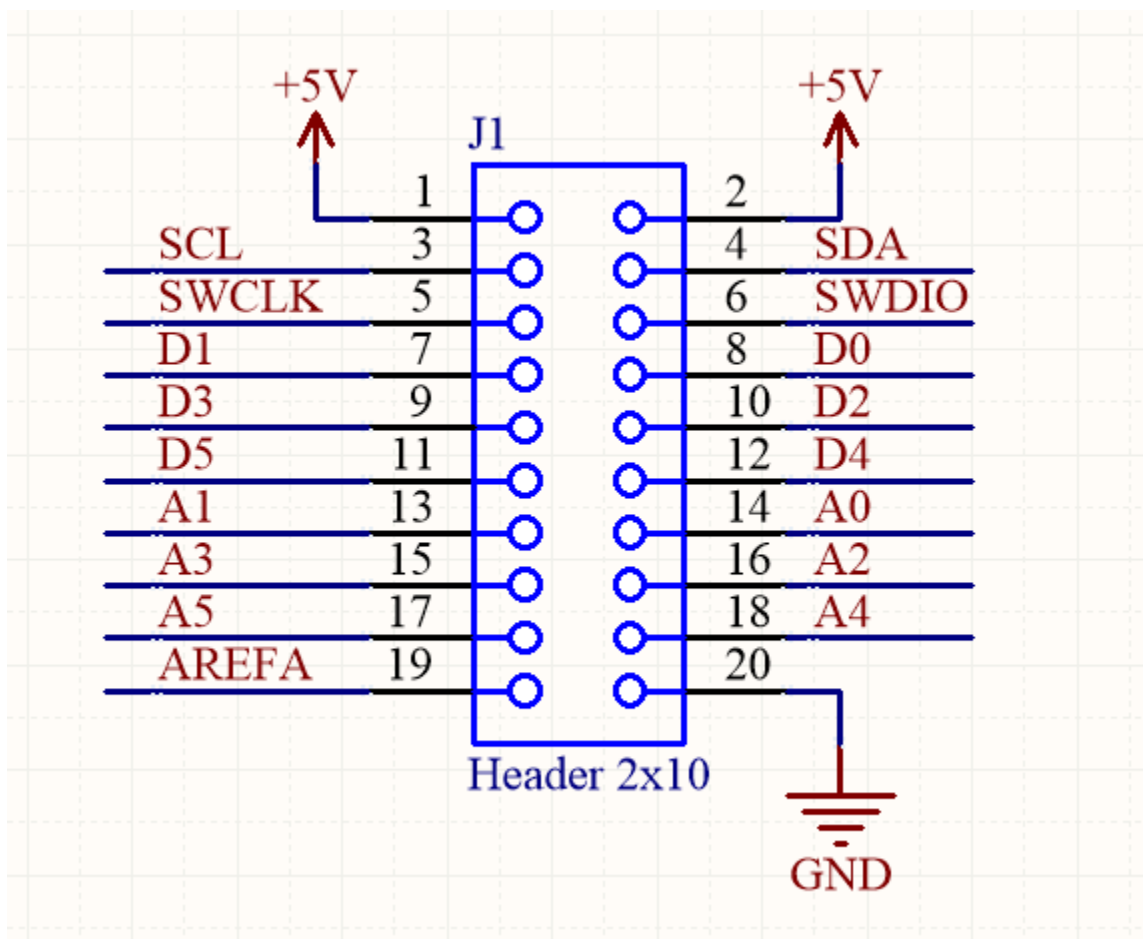 +5V +5V
J1
1 2
SCL 3 4 SDA
SWCLK 5 6 SWDIO
D1 7 8 D0
D3 9 10 D2
D5 11 12 D4
A1 13 14 A0
A3 15 16 A2
A5 17 18 A4
AREFA 19 20
Header 2x10
GND